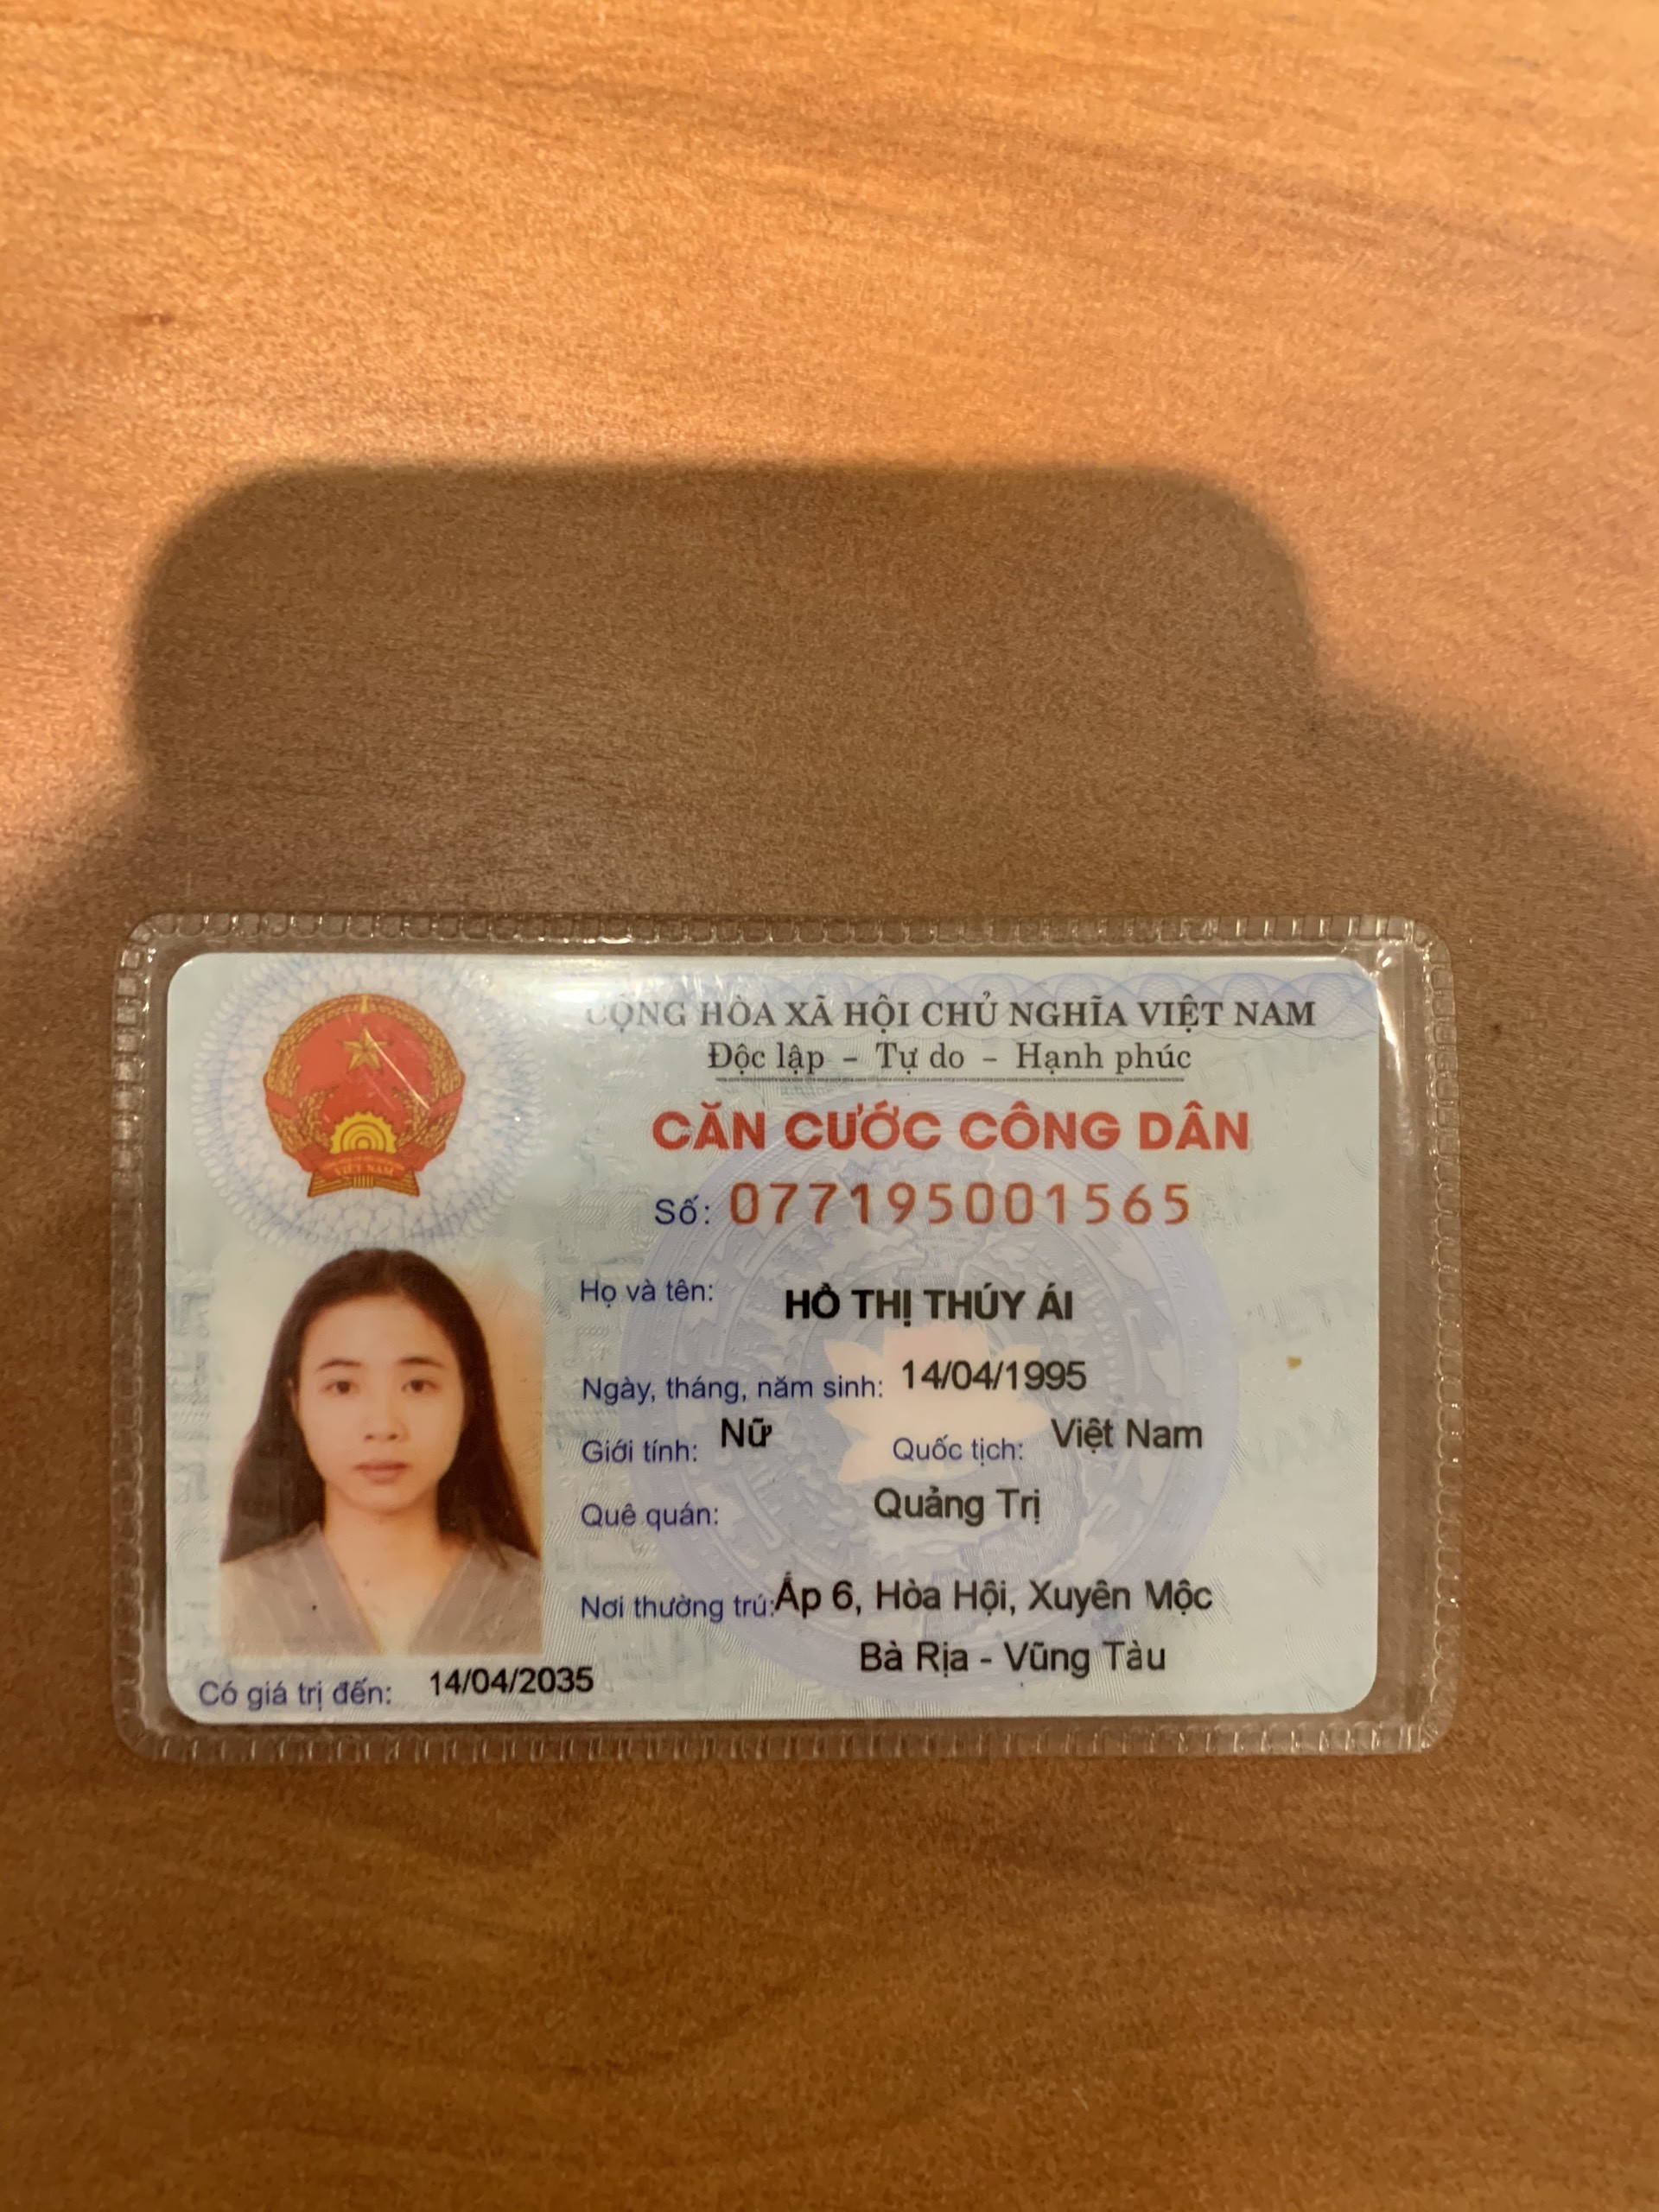 CỘNG HÒA XÃ HỘI CHỦ NGHĨA VIỆT NAM
Độc lập - Tự do - Hạnh phúc
CĂN CƯỚC CÔNG DÂN
Số: 077195001565
Họ và tên: HỒ THỊ THÚY ÁI
Ngày, tháng, năm sinh: 14/04/1995
Giới tính: Nữ Quốc tịch: Việt Nam
Quê quán: Quảng Trị
Nơi thường trú: Ấp 6, Hòa Hội, Xuyên Mộc
Bà Rịa - Vũng Tàu
Có giá trị đến: 14/04/2035
VIỆT NAM